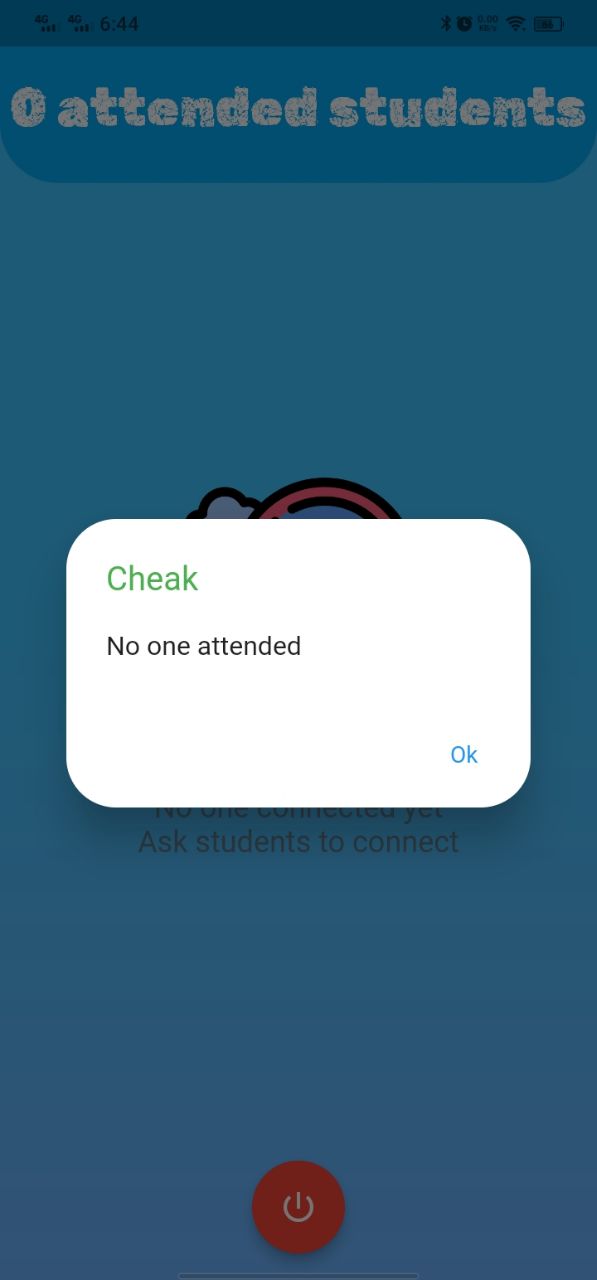 4G 4G 6:44 0.00 KB/s 86
0 attended students
Cheak
No one attended
Ok
No one connected yet
Ask students to connect